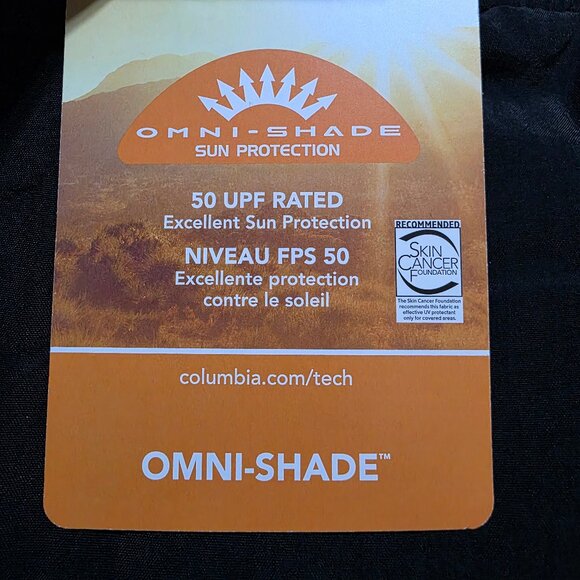 OMNI-SHADE
SUN PROTECTION
50 UPF RATED
Excellent Sun Protection
NIVEAU FPS 50
Excellente protection
contre le soleil
RECOMMENDED
SKIN
CANCER
FOUNDATION
The Skin Cancer Foundation
recommends this fabric as
effective UV protectant
only for covered areas.
columbia.com/tech
OMNI-SHADE™